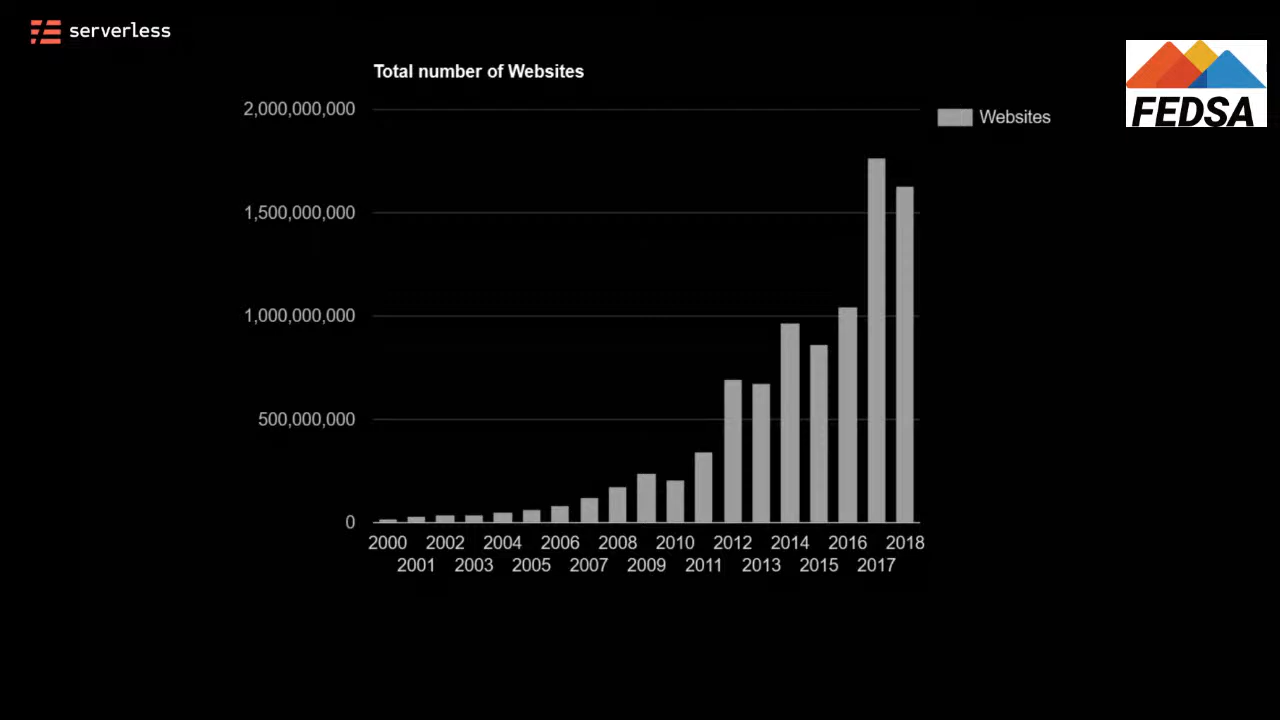 serverless
FEDSA
Total number of Websites
2,000,000,000
1,500,000,000
1,000,000,000
500,000,000
0
Websites
2000 2002 2004 2006 2008 2010 2012 2014 2016 2018
2001 2003 2005 2007 2009 2011 2013 2015 2017